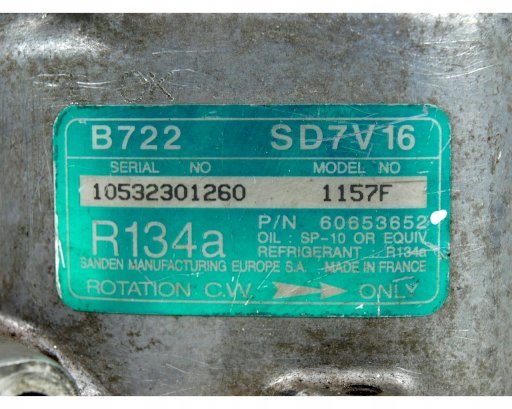 B722 SD7V16
SERIAL NO MODEL NO
10532301260 1157F
P/N 60653652
R134a OIL : SP-10 OR EQUIV
REFRIGERANT : R134a
SANDEN MANUFACTURING EUROPE S.A. MADE IN FRANCE
ROTATION C.W. ONLY